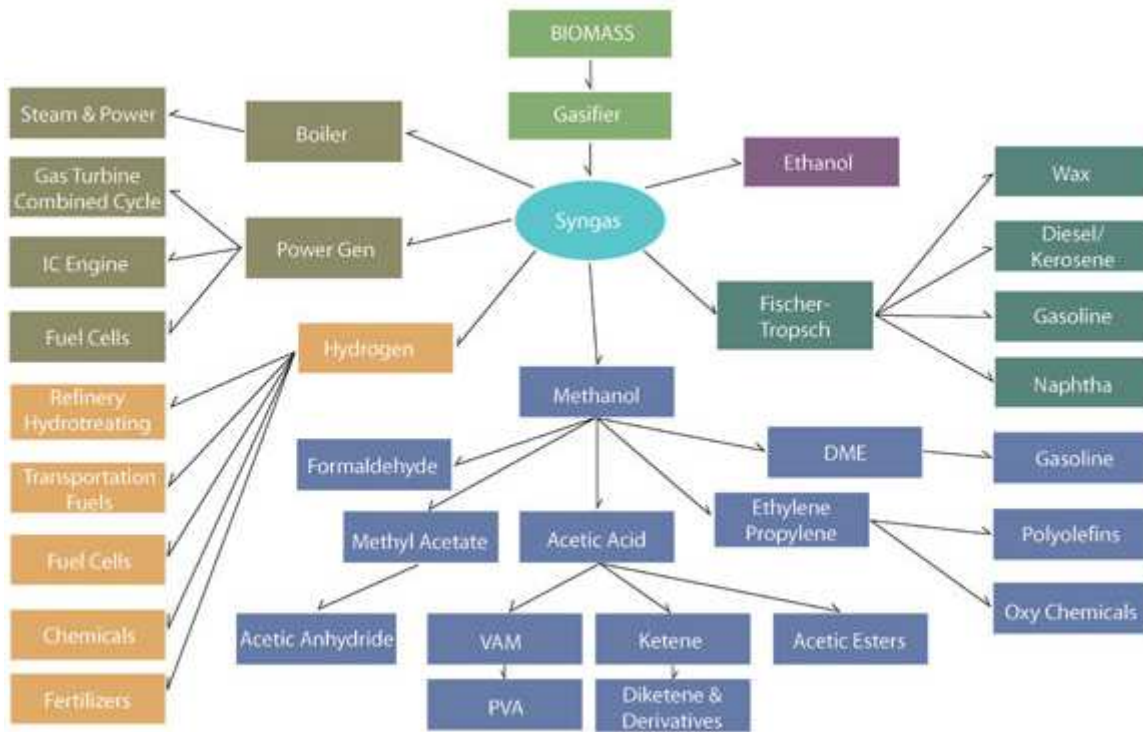 BIOMASS
Gasifier
Syngas
Steam & Power
Boiler
Gas Turbine
Combined Cycle
Power Gen
IC Engine
Fuel Cells
Ethanol
Fischer-
Tropsch
Wax
Diesel/
Kerosene
Gasoline
Naphtha
Hydrogen
Refinery
Hydrotreating
Transportation
Fuels
Fuel Cells
Chemicals
Fertilizers
Methanol
Formaldehyde
DME
Gasoline
Methyl Acetate
Acetic Acid
Ethylene
Propylene
Polyolefins
Oxy Chemicals
Acetic Anhydride
VAM
Ketene
Acetic Esters
PVA
Diketene &
Derivatives